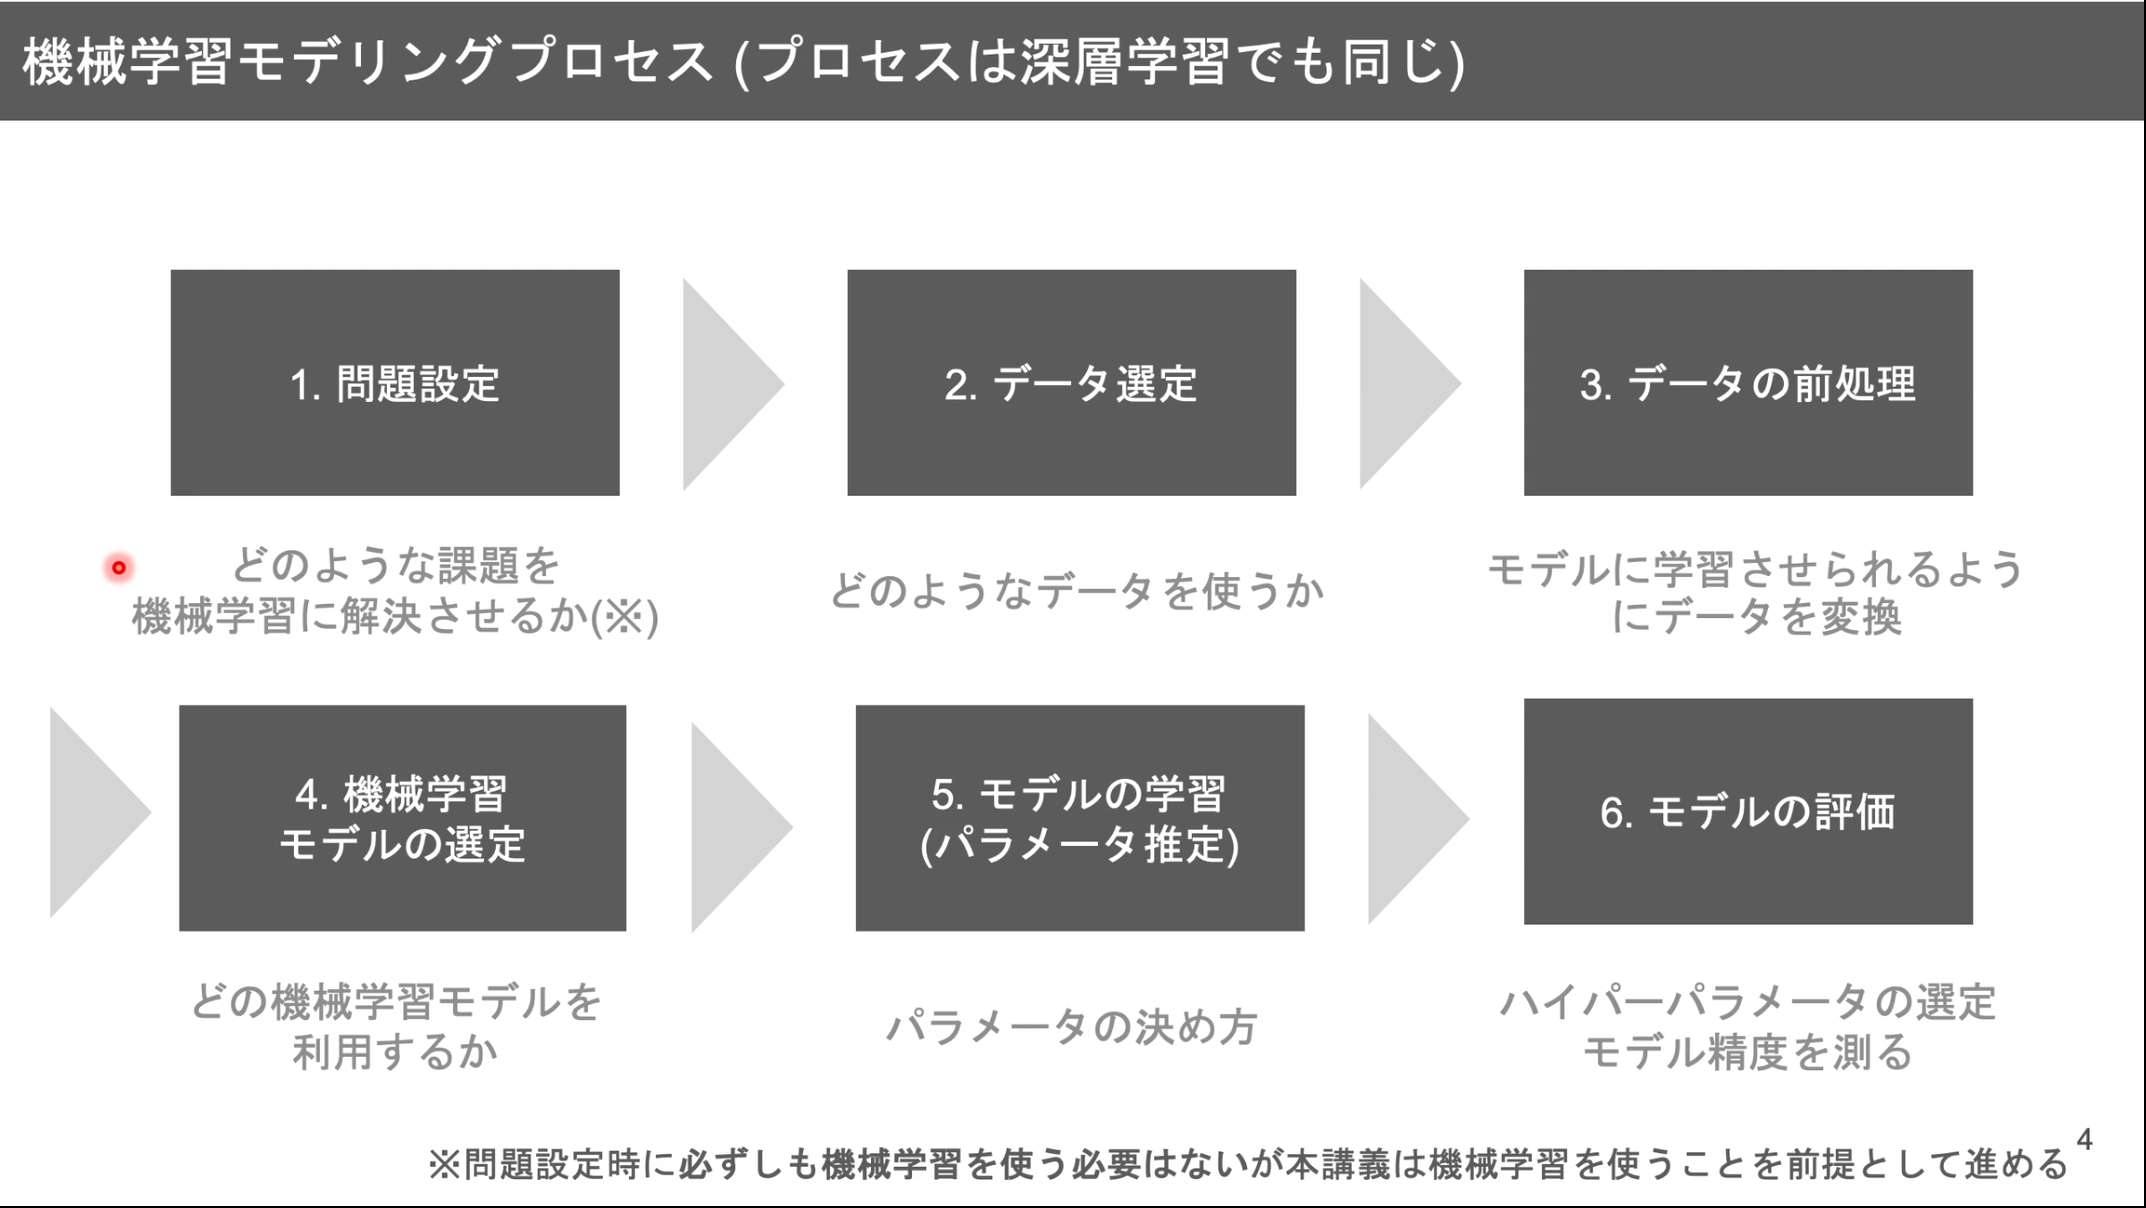 機械学習モデリングプロセス (プロセスは深層学習でも同じ)
1. 問題設定
どのような課題を
機械学習に解決させるか(※)
2. データ選定
どのようなデータを使うか
3. データの前処理
モデルに学習させられるよう
にデータを変換
4. 機械学習
モデルの選定
どの機械学習モデルを
利用するか
5. モデルの学習
(パラメータ推定)
パラメータの決め方
6. モデルの評価
ハイパーパラメータの選定
モデル精度を測る
※問題設定時に必ずしも機械学習を使う必要はないが本講義は機械学習を使うことを前提として進める
4